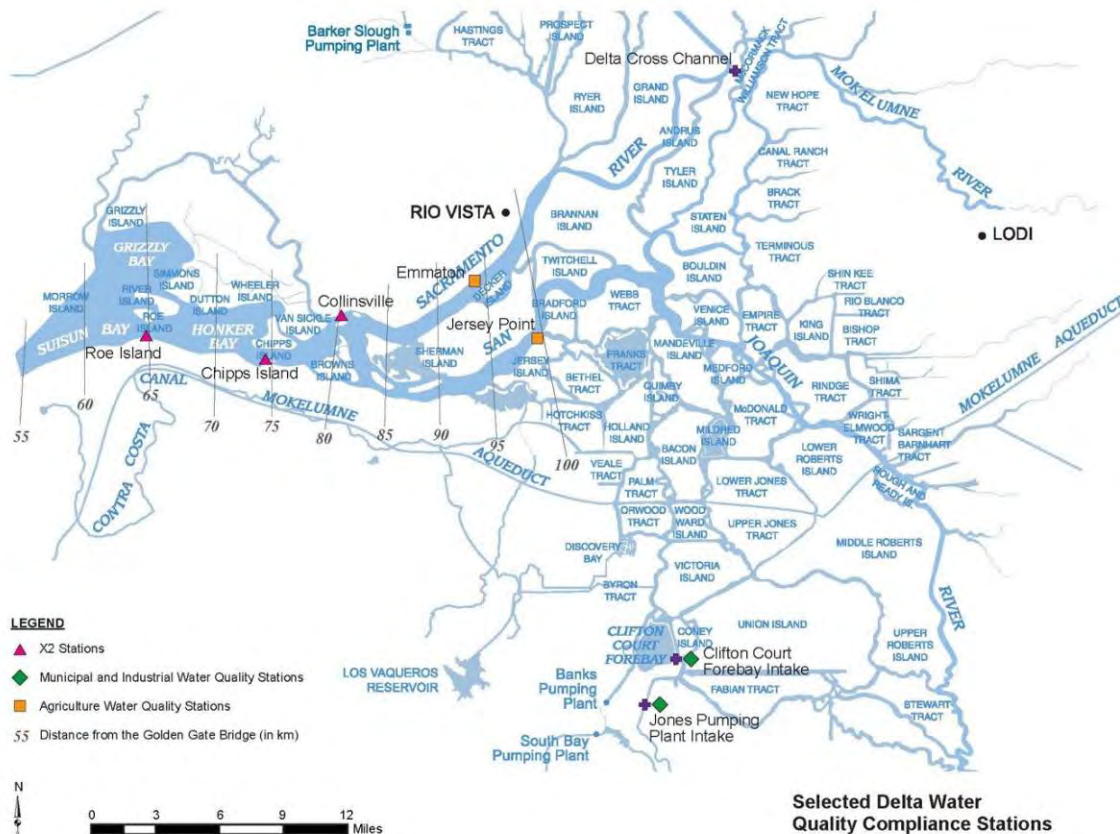 Barker Slough
Pumping Plant
HASTINGS
TRACT
PROSPECT
ISLAND
Delta Cross Channel
McCORMACK
WILLIAMSON TRACT
RYER
ISLAND
GRAND
ISLAND
NEW HOPE
TRACT
MOKELUMNE
RIVER
ANDRUS
ISLAND
RIVER
CANAL RANCH
TRACT
TYLER
ISLAND
BRACK
TRACT
RIO VISTA
BRANNAN
ISLAND
STATEN
ISLAND
LODI
GRIZZLY
ISLAND
GRIZZLY
BAY
SACRAMENTO
TERMINOUS
TRACT
TWITCHELL
ISLAND
BOULDIN
ISLAND
Emmaton
DECKER
ISLAND
SHIN KEE
TRACT
SIMMONS
ISLAND
WHEELER
ISLAND
RIVER
ISLAND
MORROW
ISLAND
DUTTON
ISLAND
Collinsville
WEBB
TRACT
BRADFORD
ISLAND
VENICE
ISLAND
RIO BLANCO
TRACT
SUISUN
BAY
ROE
ISLAND
HONKER
BAY
VAN SICKLE
ISLAND
Jersey Point
SAN
EMPIRE
TRACT
KING
ISLAND
BISHOP
TRACT
Roe Island
CHIPPS
ISLAND
Chipps Island
BROWNS
ISLAND
SHERMAN
ISLAND
JERSEY
ISLAND
FRANKS
TRACT
MANDEVILLE
ISLAND
JOAQUIN
MOKELUMNE AQUEDUCT
CANAL
MOKELUMNE
BETHEL
TRACT
QUIMBY
ISLAND
MEDFORD
ISLAND
RINDGE
TRACT
SHIMA
TRACT
55
60
65
70
75
80
85
90
95
100
HOTCHKISS
TRACT
HOLLAND
ISLAND
MILDRED
ISLAND
McDONALD
TRACT
WRIGHT-
ELMWOOD
TRACT
SARGENT
BARNHART
TRACT
CONTRA COSTA
AQUEDUCT
BACON
ISLAND
LOWER
ROBERTS
ISLAND
VEALE
TRACT
PALM
TRACT
LOWER JONES
TRACT
ROUGH AND
READY IS.
ORWOOD
TRACT
WOOD
WARD
ISLAND
UPPER JONES
TRACT
DISCOVERY
BAY
MIDDLE ROBERTS
ISLAND
VICTORIA
ISLAND
BYRON
TRACT
RIVER
CLIFTON
COURT
FOREBAY
CONEY
ISLAND
UNION ISLAND
UPPER
ROBERTS
ISLAND
Clifton Court
Forebay Intake
LOS VAQUEROS
RESERVOIR
Banks
Pumping
Plant
FABIAN TRACT
STEWART
TRACT
Jones Pumping
Plant Intake
South Bay
Pumping Plant
LEGEND
X2 Stations
Municipal and Industrial Water Quality Stations
Agriculture Water Quality Stations
55 Distance from the Golden Gate Bridge (in km)
N
0 3 6 9 12
Miles
Selected Delta Water
Quality Compliance Stations